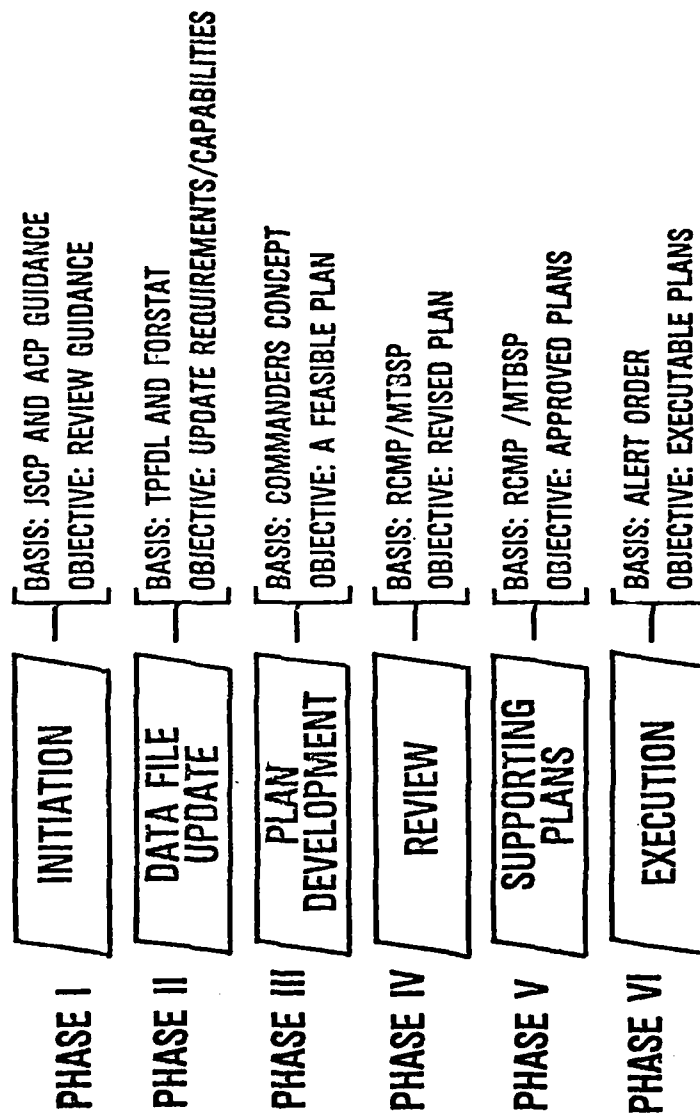 PHASE I
INITIATION
BASIS: JSCP AND ACP GUIDANCE
OBJECTIVE: REVIEW GUIDANCE
PHASE II
DATA FILE
UPDATE
BASIS: TPFDL AND FORSTAT
OBJECTIVE: UPDATE REQUIREMENTS/CAPABILITIES
PHASE III
PLAN
DEVELOPMENT
BASIS: COMMANDERS CONCEPT
OBJECTIVE: A FEASIBLE PLAN
PHASE IV
REVIEW
BASIS: RCMP/MTBSP
OBJECTIVE: REVISED PLAN
PHASE V
SUPPORTING
PLANS
BASIS: RCMP /MTBSP
OBJECTIVE: APPROVED PLANS
PHASE VI
EXECUTION
BASIS: ALERT ORDER
OBJECTIVE: EXECUTABLE PLANS